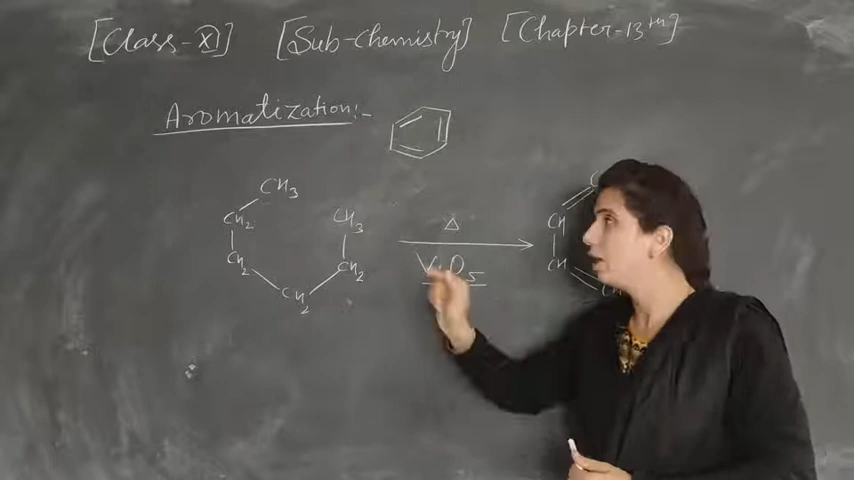 [Class-XI] [Sub-Chemistry] [Chapter-13th]
Aromatization:-
CH3
CH2 CH3 Δ CH
CH2 CH2 V2O5 CH
CH2